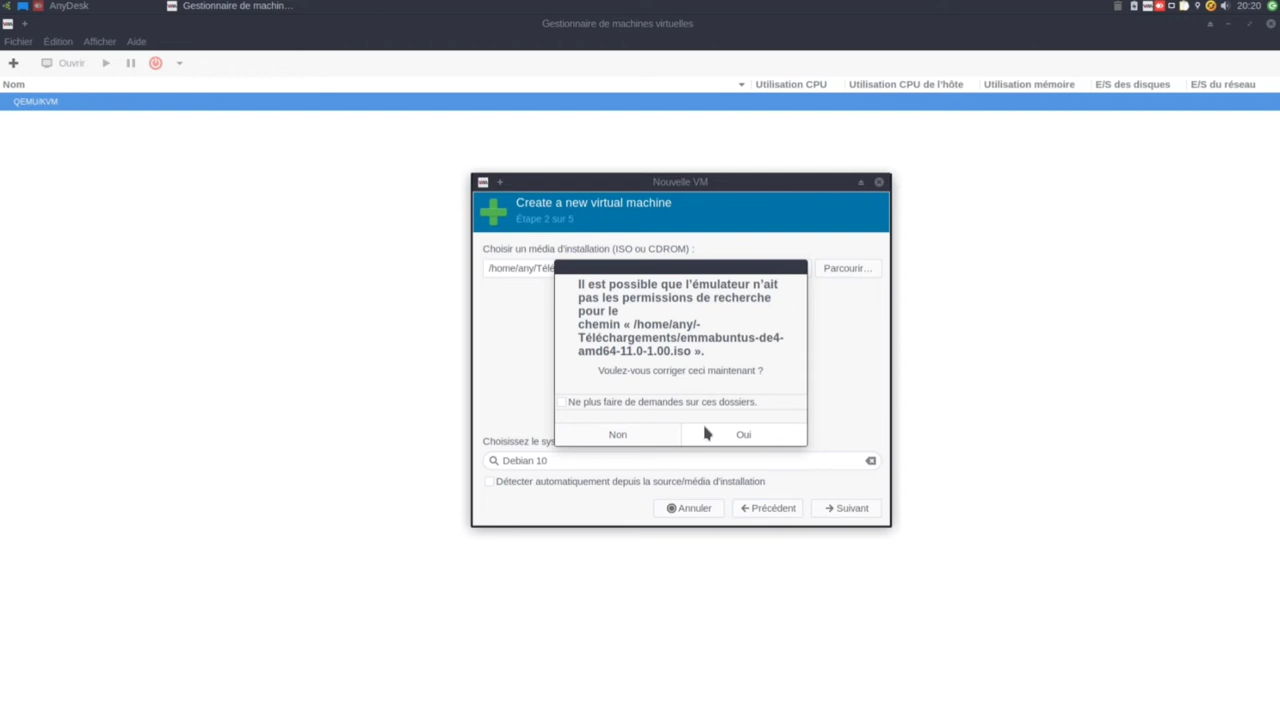 AnyDesk
Gestionnaire de machin...
20:20
Gestionnaire de machines virtuelles
Fichier Édition Afficher Aide
Ouvrir
Nom Utilisation CPU Utilisation CPU de l'hôte Utilisation mémoire E/S des disques E/S du réseau
QEMU/KVM
Nouvelle VM
Create a new virtual machine
Étape 2 sur 5
Choisir un média d'installation (ISO ou CDROM) :
/home/any/Télé
Parcourir...
Il est possible que l'émulateur n'ait
pas les permissions de recherche
pour le
chemin « /home/any/-
Téléchargements/emmabuntus-de4-
amd64-11.0-1.00.iso ».
Voulez-vous corriger ceci maintenant ?
Ne plus faire de demandes sur ces dossiers.
Non Oui
Choisissez le sys
Debian 10
Détecter automatiquement depuis la source/média d'installation
Annuler Précédent Suivant